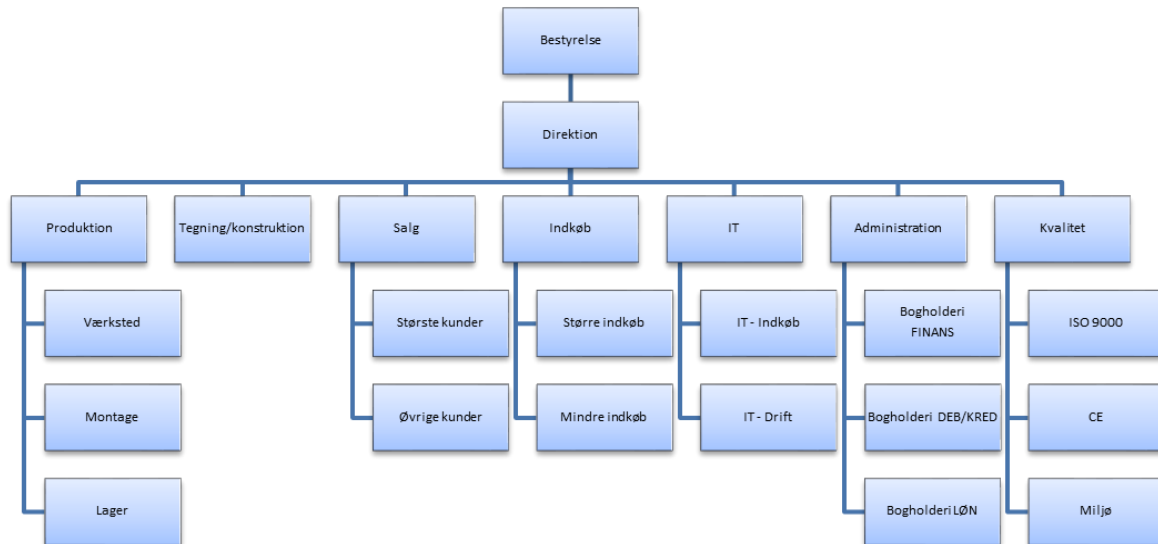 Bestyrelse
Direktion
Produktion
Tegning/konstruktion
Salg
Indkøb
IT
Administration
Kvalitet
Værksted
Største kunder
Større indkøb
IT - Indkøb
Bogholderi
FINANS
ISO 9000
Montage
Øvrige kunder
Mindre indkøb
IT - Drift
Bogholderi DEB/KRED
CE
Lager
Bogholderi LØN
Miljø